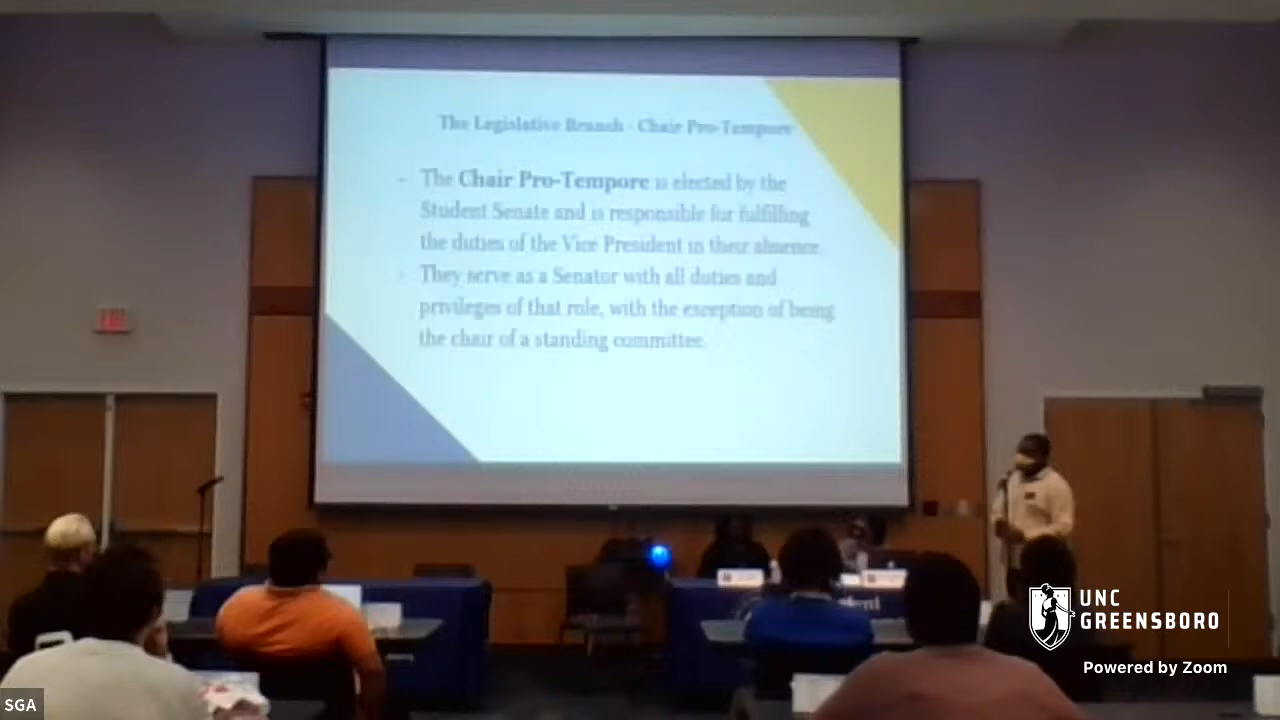 The Legislative Branch - Chair Pro-Tempore
- The Chair Pro-Tempore is elected by the
Student Senate and is responsible for fulfilling
the duties of the Vice President in their absence.
- They serve as a Senator with all duties and
privileges of that role, with the exception of being
the chair of a standing committee.
UNC
GREENSBORO
Powered by Zoom
SGA